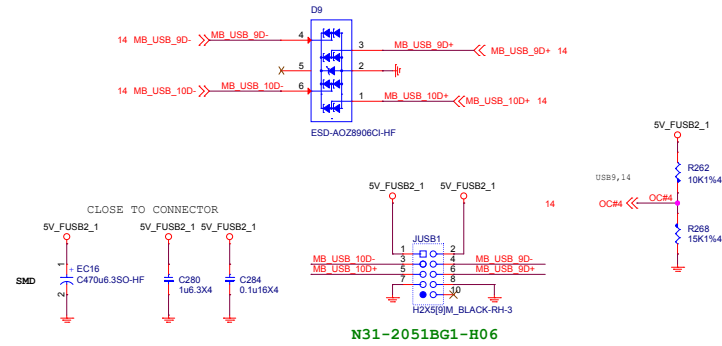 D9
14 MB_USB_9D- MB_USB_9D- 4
3 MB_USB_9D+ MB_USB_9D+ 14
5 2
14 MB_USB_10D- MB_USB_10D- 6
1 MB_USB_10D+ MB_USB_10D+ 14
ESD-AOZ8906CI-HF
5V_FUSB2_1
R262
10K1%4
USB9,14
14 OC#4 OC#4
R268
15K1%4
CLOSE TO CONNECTOR
5V_FUSB2_1 5V_FUSB2_1 5V_FUSB2_1
SMD
1 + EC16
C470u6.3SO-HF
2
C280
1u6.3X4
C284
0.1u16X4
5V_FUSB2_1 5V_FUSB2_1
JUSB1
1 2
MB_USB_10D- 3 4 MB_USB_9D-
MB_USB_10D+ 5 6 MB_USB_9D+
7 8
10
H2X5[9]M_BLACK-RH-3
N31-2051BG1-H06